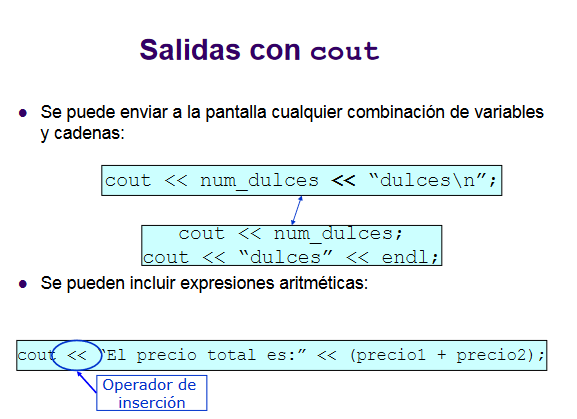 Salidas con cout
● Se puede enviar a la pantalla cualquier combinación de variables
y cadenas:
cout << num_dulces << “dulces\n”;
cout << num_dulces;
cout << “dulces” << endl;
● Se pueden incluir expresiones aritméticas:
cout << “El precio total es:” << (precio1 + precio2);
Operador de
inserción